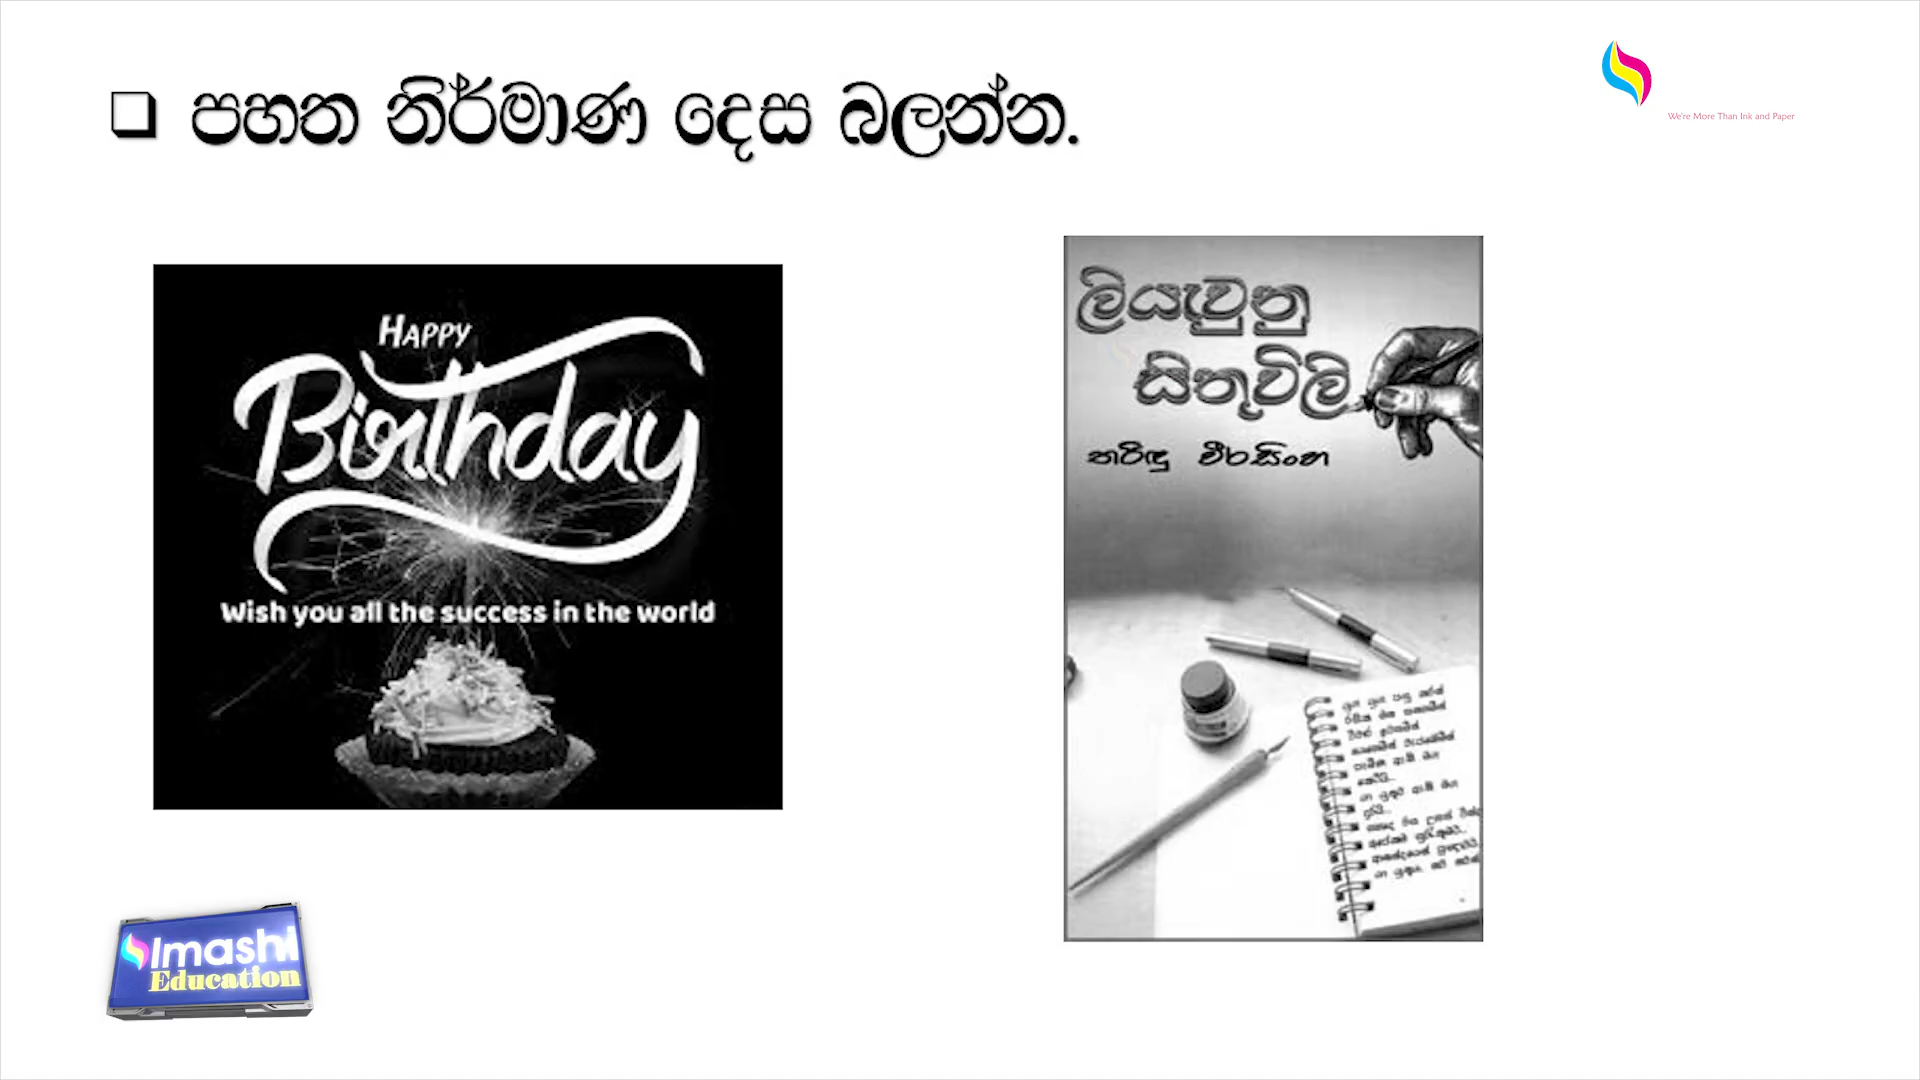 ❑ පහත නිර්මාණ දෙස බලන්න.
We're More Than Ink and Paper
HAPPY
Birthday
Wish you all the success in the world
ලියැවුනු
සිතුවිලි
තරිඳු වීරසිංහ
Imashi
Education